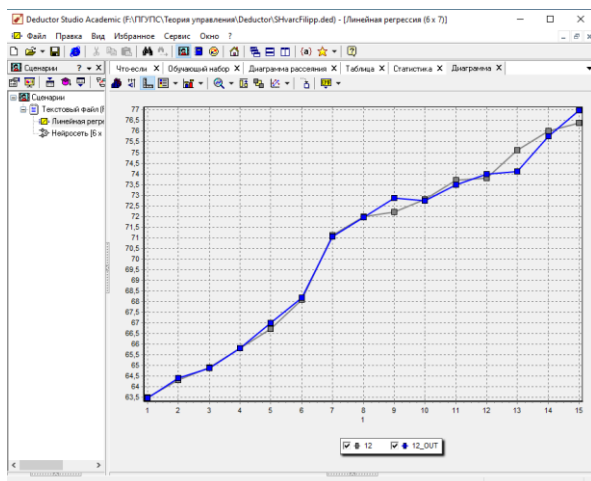 Deductor Studio Academic (F:\ПГУПС\Теория управления\Deductor\SHvarcFilipp.ded) - [Линейная регрессия (6 x 7)]
Файл Правка Вид Избранное Сервис Окно ?
Сценарии ? X
Что-если X Обучающий набор X Диаграмма рассеяния X Таблица X Статистика X Диаграмма X
Сценарии
Текстовый файл (F
Линейная регре
Нейросеть [6 x
77
76,5
76
75,5
75
74,5
74
73,5
73
72,5
72
71,5
71
70,5
70
69,5
69
68,5
68
67,5
67
66,5
66
65,5
65
64,5
64
63,5
1 2 3 4 5 6 7 8 9 10 11 12 13 14 15
1
12 12_OUT